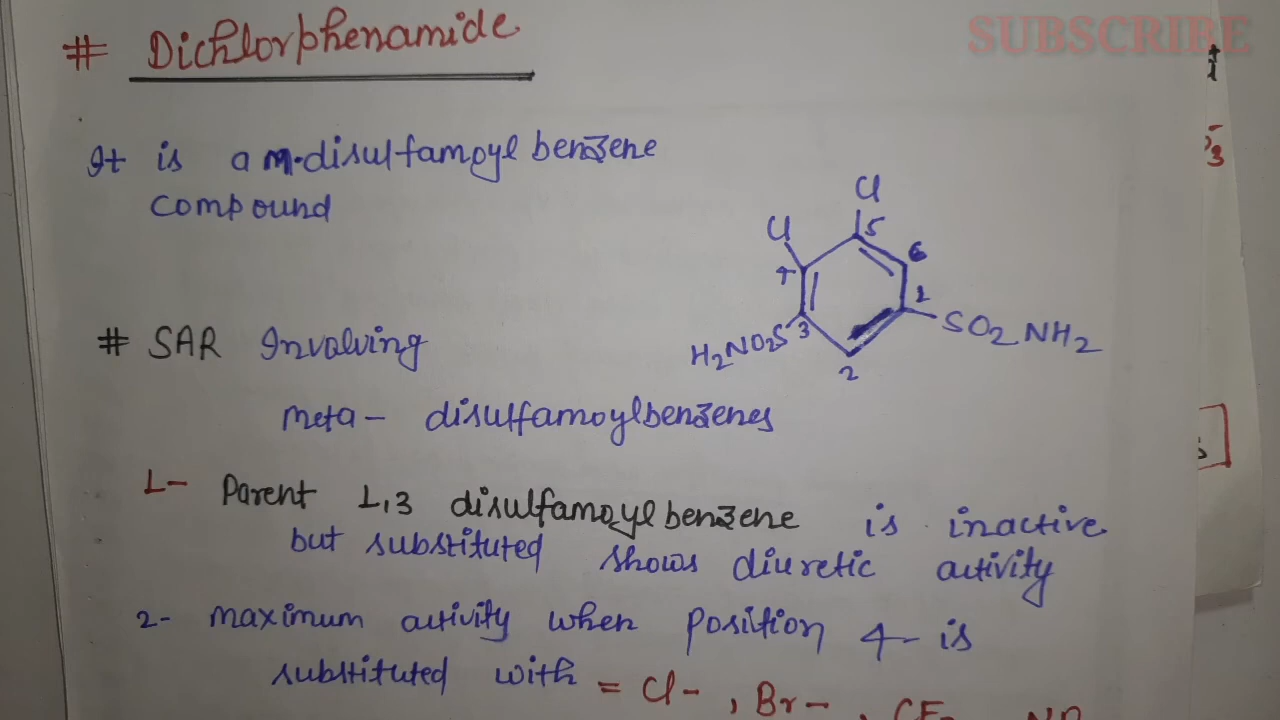 SUBSCRIBE
# Dichlorphenamide
It is a m-disulfamoyl benzene
compound
Cl
Cl
5
6
4
1
H2NO2S 3
SO2NH2
2
# SAR Involving
Meta- disulfamoylbenzenes
1- Parent 1,3 disulfamoylbenzene is inactive
but substituted shows diuretic activity
2- maximum activity when position 4- is
substituted with = Cl-, Br-,